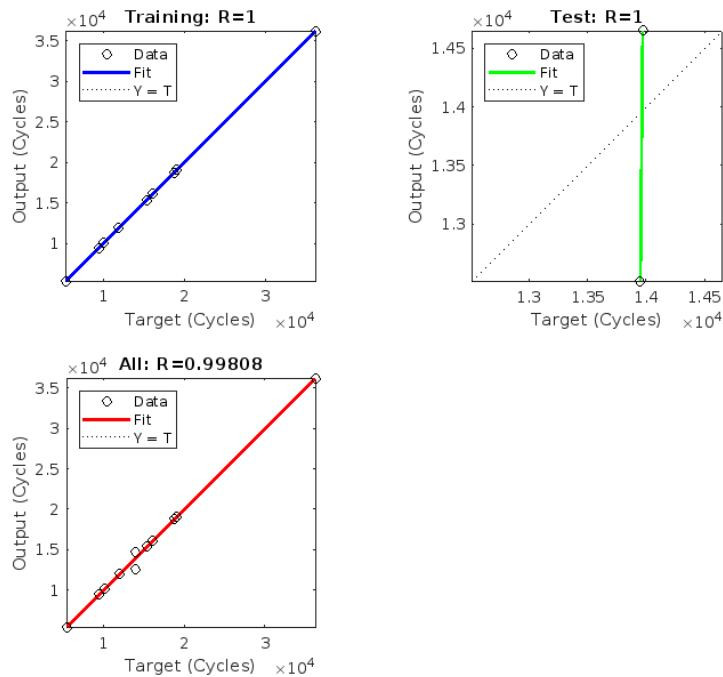 Training: R=1
×10⁴
3.5
3
2.5
2
1.5
1
Output (Cycles)
Data
Fit
Y = T
1
2
3
Target (Cycles)
×10⁴
Test: R=1
×10⁴
1.45
1.4
1.35
1.3
Output (Cycles)
Data
Fit
Y = T
1.3
1.35
1.4
1.45
Target (Cycles)
×10⁴
All: R=0.99808
×10⁴
3.5
3
2.5
2
1.5
1
Output (Cycles)
Data
Fit
Y = T
1
2
3
Target (Cycles)
×10⁴